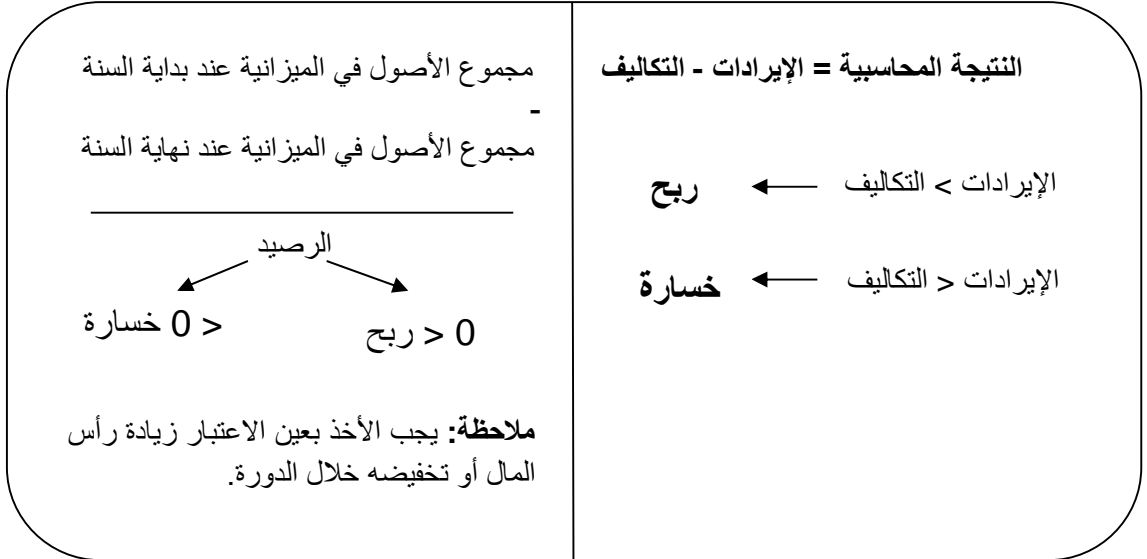 النتيجة المحاسبية = الإيرادات - التكاليف
الإيرادات > التكاليف ربح
الإيرادات < التكاليف خسارة
مجموع الأصول في الميزانية عند بداية السنة
-
مجموع الأصول في الميزانية عند نهاية السنة
الرصيد
0 < ربح
< 0 خسارة
ملاحظة: يجب الأخذ بعين الاعتبار زيادة رأس
المال أو تخفيضه خلال الدورة.